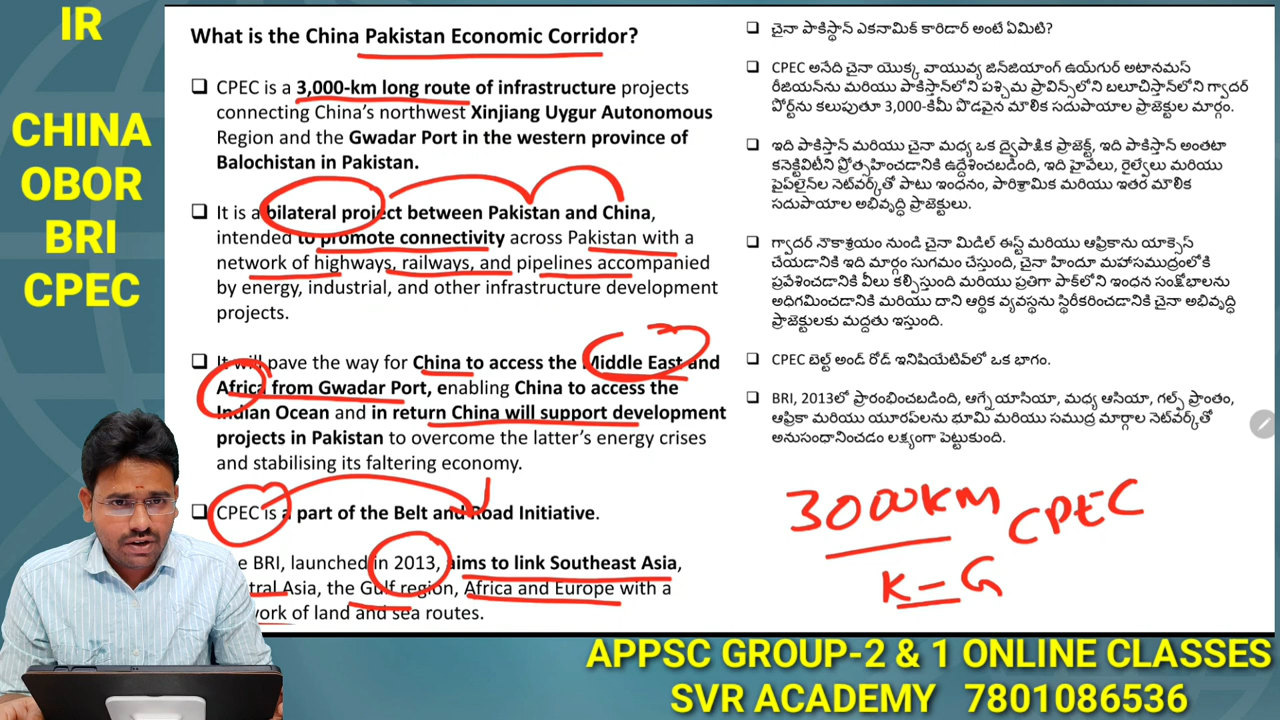 IR
CHINA
OBOR
BRI
CPEC
What is the China Pakistan Economic Corridor?
❑ CPEC is a 3,000-km long route of infrastructure projects
connecting China's northwest Xinjiang Uygur Autonomous
Region and the Gwadar Port in the western province of
Balochistan in Pakistan.
❑ It is a bilateral project between Pakistan and China,
intended to promote connectivity across Pakistan with a
network of highways, railways, and pipelines accompanied
by energy, industrial, and other infrastructure development
projects.
❑ It will pave the way for China to access the Middle East and
Africa from Gwadar Port, enabling China to access the
Indian Ocean and in return China will support development
projects in Pakistan to overcome the latter's energy crises
and stabilising its faltering economy.
❑ CPEC is a part of the Belt and Road Initiative.
e BRI, launched in 2013, aims to link Southeast Asia,
tral Asia, the Gulf region, Africa and Europe with a
work of land and sea routes.
❑ చైనా పాకిస్థాన్ ఎకనామిక్ కారిడార్ అంటే ఏమిటి?
❑ CPEC అనేది చైనా యొక్క వాయువ్య జిన్‌జియాంగ్ ఉయ్‌గుర్ అటానమస్
రీజియన్‌ను మరియు పాకిస్తాన్‌లోని పశ్చిమ ప్రావిన్స్‌లోని బలూచిస్తాన్‌లోని గ్వాదర్
పోర్ట్‌ను కలుపుతూ 3,000-కిమీ పొడవైన మౌలిక సదుపాయాల ప్రాజెక్టుల మార్గం.
❑ ఇది పాకిస్తాన్ మరియు చైనా మధ్య ఒక ద్వైపాక్షిక ప్రాజెక్ట్, ఇది పాకిస్తాన్ అంతటా
కనెక్టివిటీని ప్రోత్సహించడానికి ఉద్దేశించబడింది, ఇది హైవేలు, రైల్వేలు మరియు
పైప్‌లైన్‌ల నెట్‌వర్క్‌తో పాటు ఇంధనం, పారిశ్రామిక మరియు ఇతర మౌలిక
సదుపాయాల అభివృద్ధి ప్రాజెక్టులు.
❑ గ్వాదర్ నౌకాశ్రయం నుండి చైనా మిడిల్ ఈస్ట్ మరియు ఆఫ్రికాను యాక్సెస్
చేయడానికి ఇది మార్గం సుగమం చేస్తుంది, చైనా హిందూ మహాసముద్రంలోకి
ప్రవేశించడానికి వీలు కల్పిస్తుంది మరియు ప్రతిగా పాక్‌లోని ఇంధన సంక్షోభాలను
అధిగమించడానికి మరియు దాని ఆర్థిక వ్యవస్థను స్థిరీకరించడానికి చైనా అభివృద్ధి
ప్రాజెక్టులకు మద్దతు ఇస్తుంది.
❑ CPEC బెల్ట్ అండ్ రోడ్ ఇనిషియేటివ్‌లో ఒక భాగం.
❑ BRI, 2013లో ప్రారంభించబడింది, ఆగ్నేయాసియా, మధ్య ఆసియా, గల్ఫ్ ప్రాంతం,
ఆఫ్రికా మరియు యూరప్‌లను భూమి మరియు సముద్ర మార్గాల నెట్‌వర్క్‌తో
అనుసంధానించడం లక్ష్యంగా పెట్టుకుంది.
3000KM CPEC
K – G
APPSC GROUP-2 & 1 ONLINE CLASSES
SVR ACADEMY 7801086536